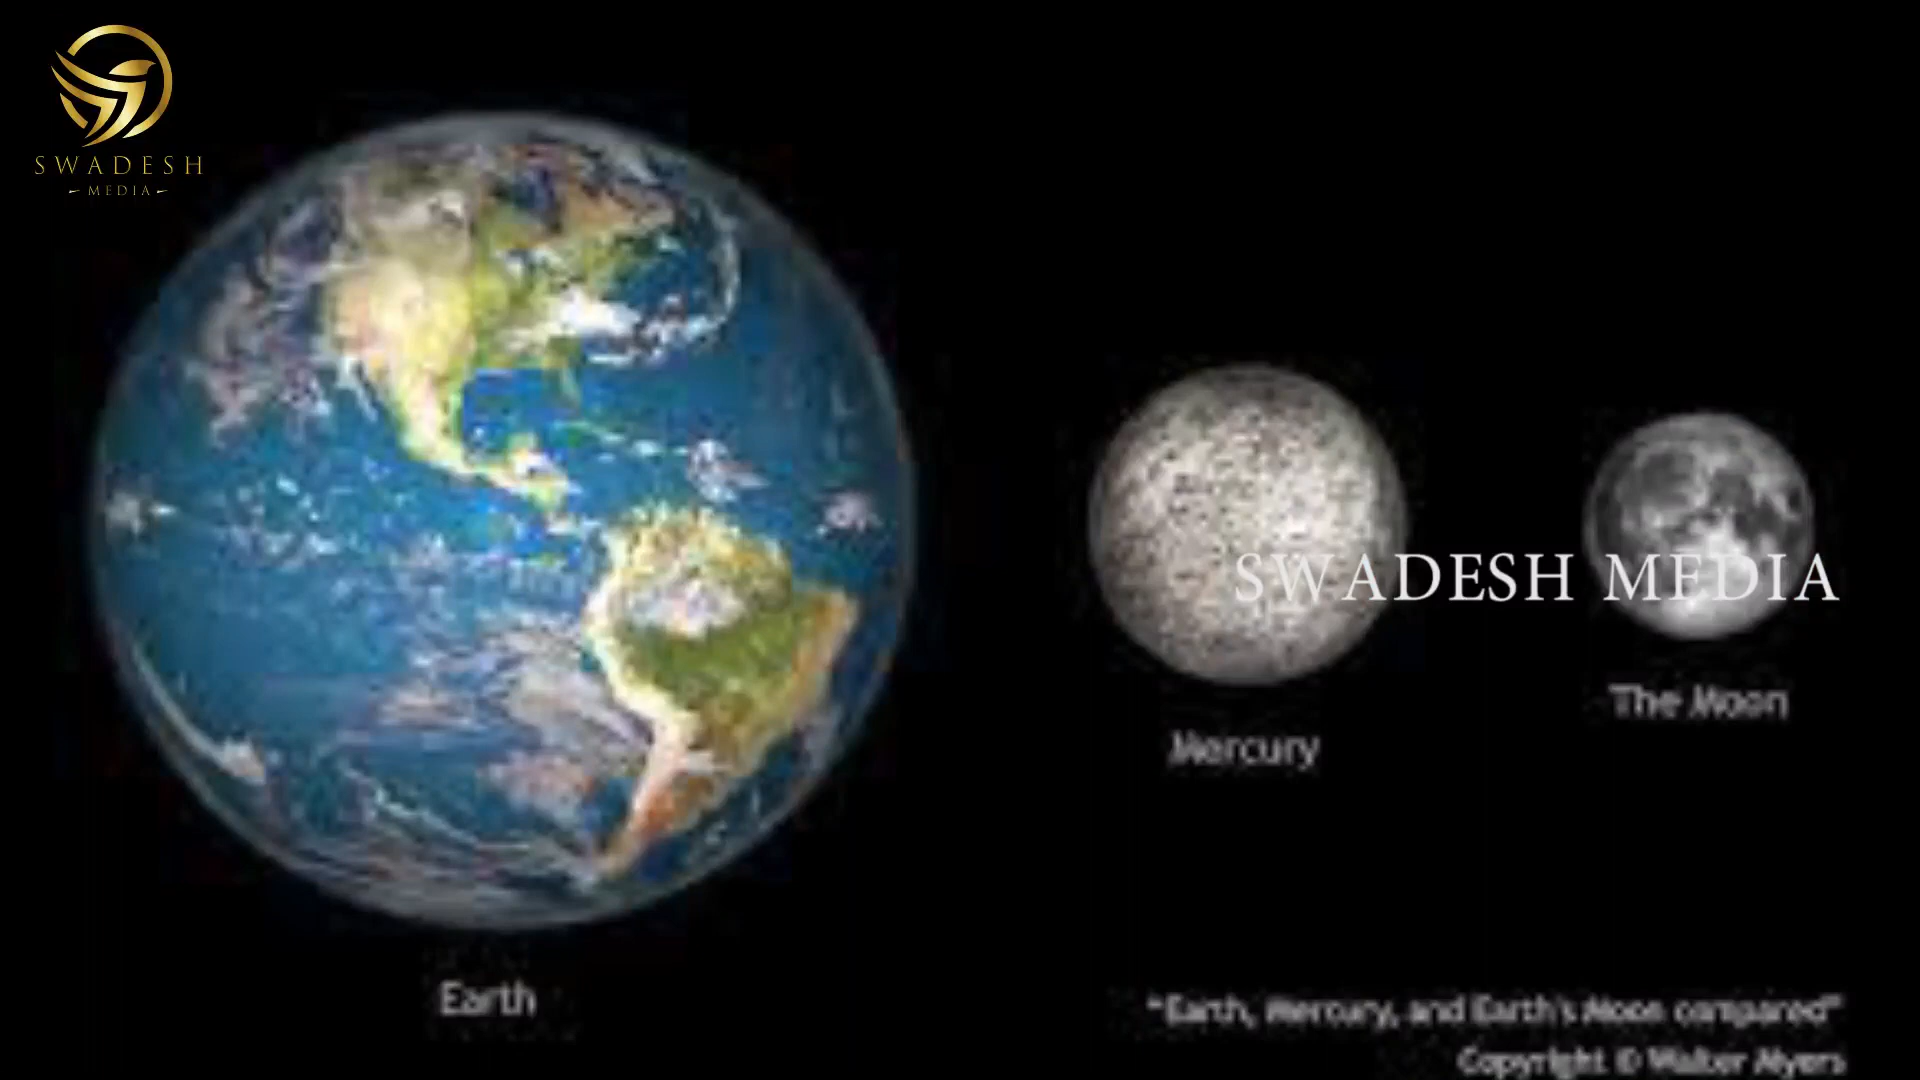 SWADESH
MEDIA
SWADESH MEDIA
The Moon
Mercury
Earth
"Earth, Mercury, and Earth's Moon compared"
Copyright © Walter Myers